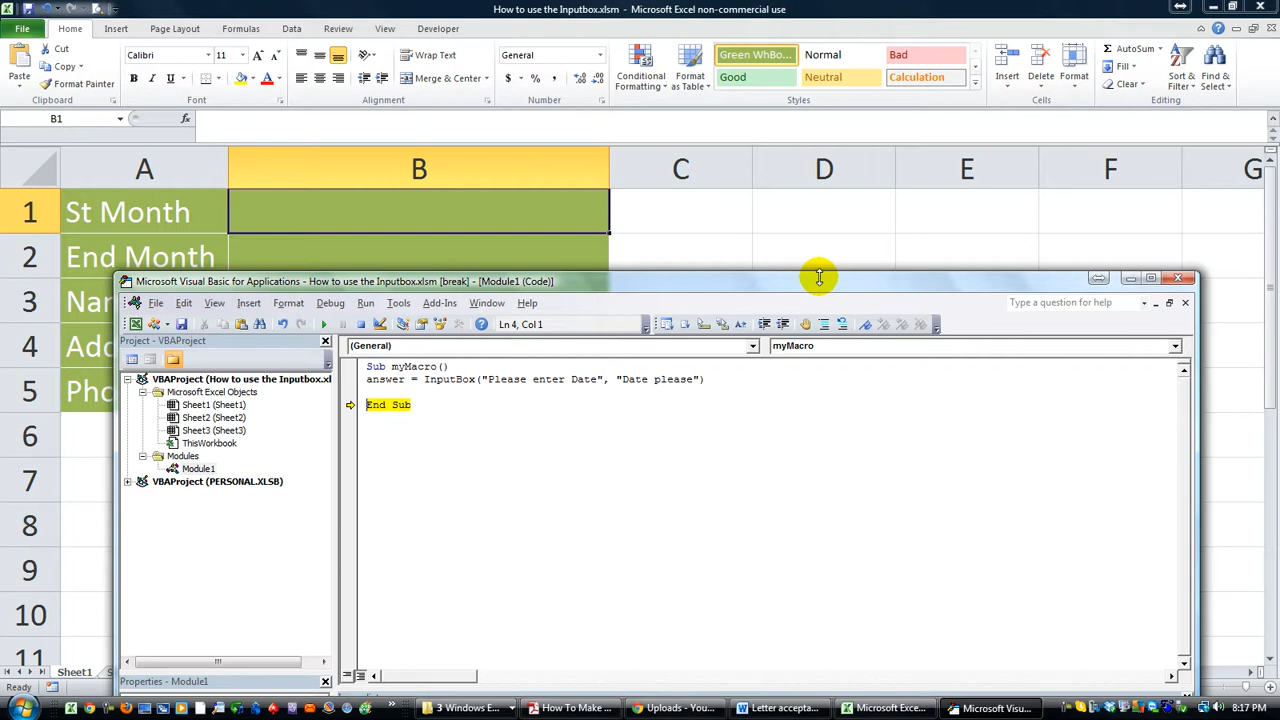 How to use the Inputbox.xlsm - Microsoft Excel non-commercial use
File Home Insert Page Layout Formulas Data Review View Developer
Cut
Copy
Format Painter
Paste
Clipboard
Calibri 11
Font
Wrap Text
Merge & Center
Alignment
General
Number
Conditional Formatting
Format as Table
Green WhBo... Normal Bad
Good Neutral Calculation
Styles
Insert Delete Format
Cells
AutoSum
Fill
Clear
Sort & Filter
Find & Select
Editing
B1 fx
A B C D E F G
1 St Month
2 End Month
3
4
5
6
7
8
9
10
11
Microsoft Visual Basic for Applications - How to use the Inputbox.xlsm [break] - [Module1 (Code)]
File Edit View Insert Format Debug Run Tools Add-Ins Window Help
Type a question for help
Ln 4, Col 1
Project - VBAProject
(General) myMacro
VBAProject (How to use the Inputbox.xl
Microsoft Excel Objects
Sheet1 (Sheet1)
Sheet2 (Sheet2)
Sheet3 (Sheet3)
ThisWorkbook
Modules
Module1
VBAProject (PERSONAL.XLSB)
Sub myMacro()
answer = InputBox("Please enter Date", "Date please")
End Sub
Properties - Module1
Sheet1
Ready
3 Windows E... How To Make ... Uploads - You... Letter accepta... Microsoft Exce... Microsoft Visu... 8:17 PM